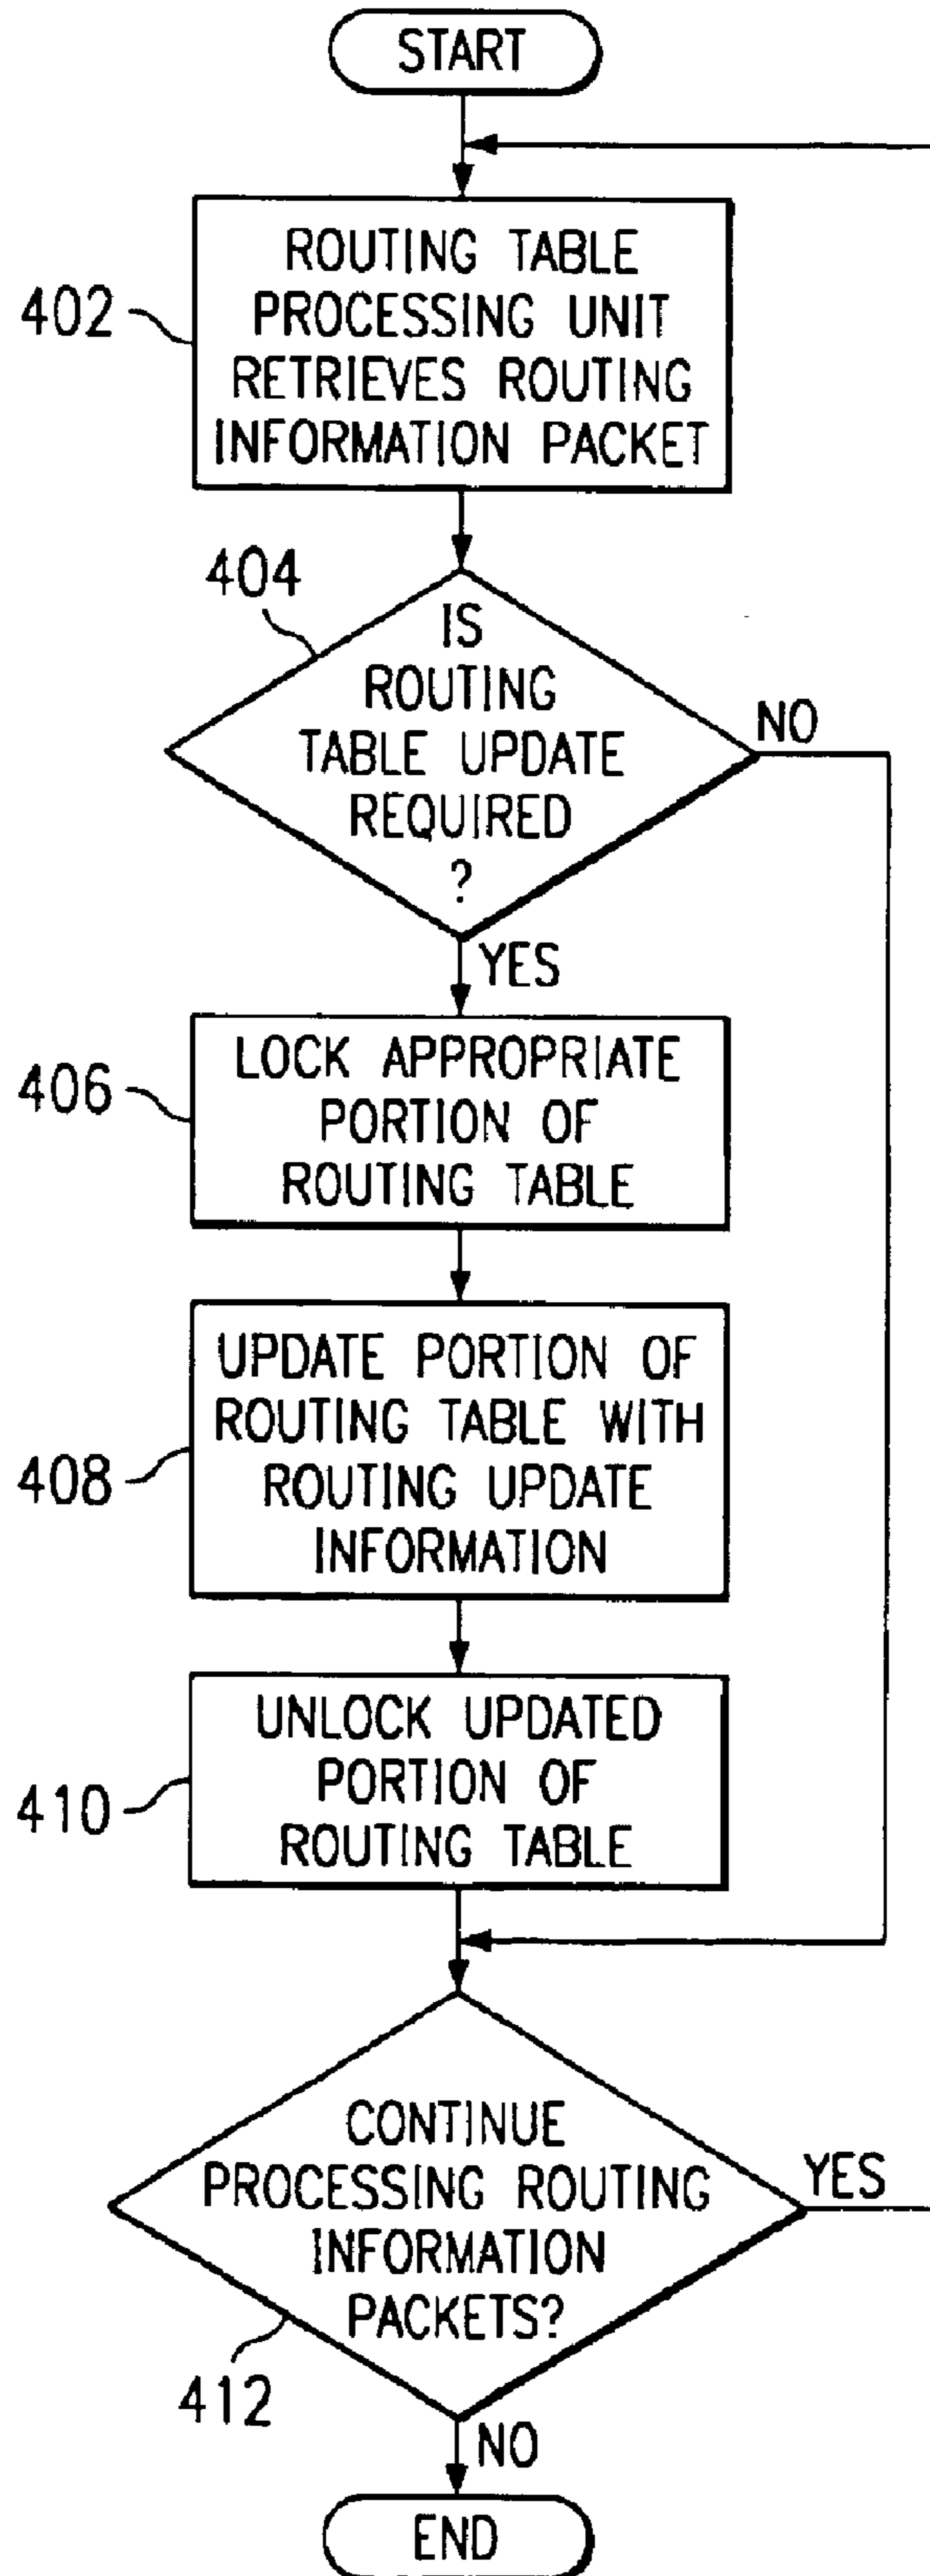 START
402
ROUTING TABLE
PROCESSING UNIT
RETRIEVES ROUTING
INFORMATION PACKET
404
IS
ROUTING
TABLE UPDATE
REQUIRED
?
NO
YES
406
LOCK APPROPRIATE
PORTION OF
ROUTING TABLE
408
UPDATE PORTION OF
ROUTING TABLE WITH
ROUTING UPDATE
INFORMATION
410
UNLOCK UPDATED
PORTION OF
ROUTING TABLE
CONTINUE
PROCESSING ROUTING
INFORMATION
PACKETS?
YES
412
NO
END